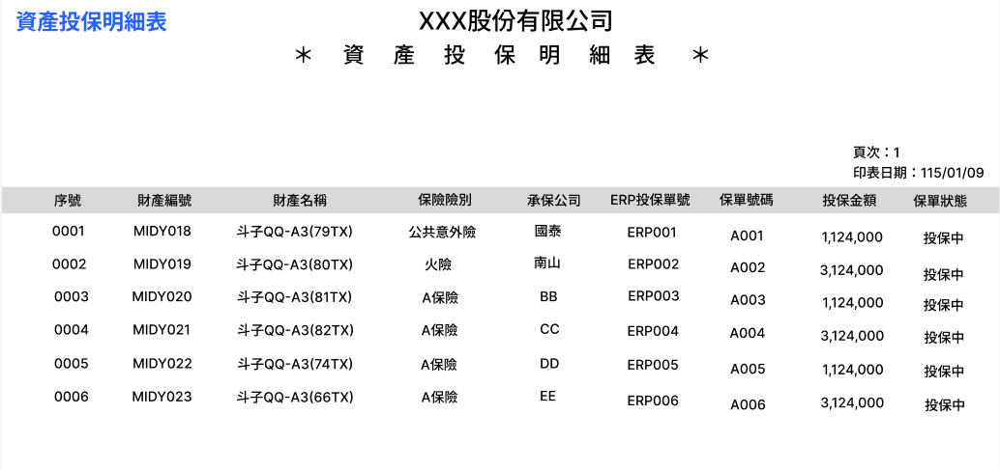 資產投保明細表
XXX股份有限公司
＊ 資 產 投 保 明 細 表 ＊
頁次：1
印表日期：115/01/09
序號 財產編號 財產名稱 保險險別 承保公司 ERP投保單號 保單號碼 投保金額 保單狀態
0001 MIDY018 斗子QQ-A3(79TX) 公共意外險 國泰 ERP001 A001 1,124,000 投保中
0002 MIDY019 斗子QQ-A3(80TX) 火險 南山 ERP002 A002 3,124,000 投保中
0003 MIDY020 斗子QQ-A3(81TX) A保險 BB ERP003 A003 1,124,000 投保中
0004 MIDY021 斗子QQ-A3(82TX) A保險 CC ERP004 A004 3,124,000 投保中
0005 MIDY022 斗子QQ-A3(74TX) A保險 DD ERP005 A005 1,124,000 投保中
0006 MIDY023 斗子QQ-A3(66TX) A保險 EE ERP006 A006 3,124,000 投保中